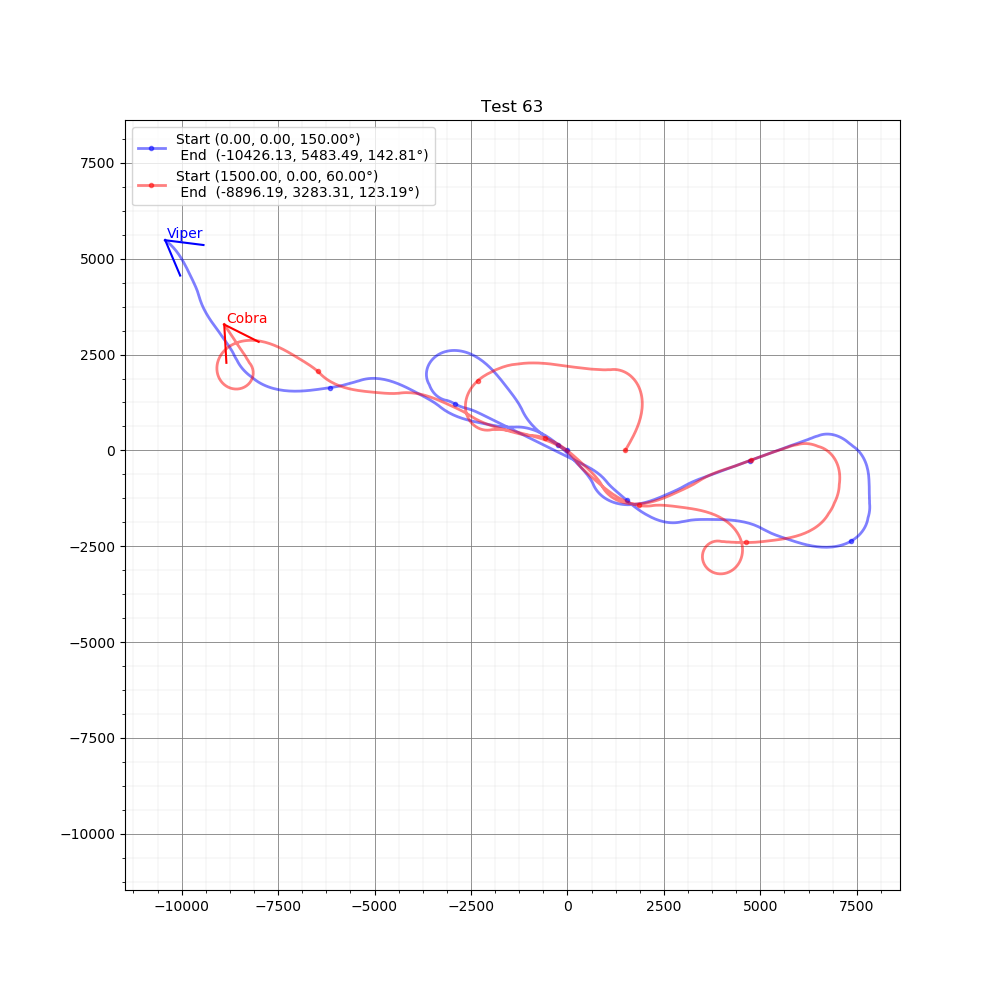 Test 63
Start (0.00, 0.00, 150.00°)
End (-10426.13, 5483.49, 142.81°)
Start (1500.00, 0.00, 60.00°)
End (-8896.19, 3283.31, 123.19°)
Viper
Cobra
7500
5000
2500
0
−2500
−5000
−7500
−10000
−10000 −7500 −5000 −2500 0 2500 5000 7500